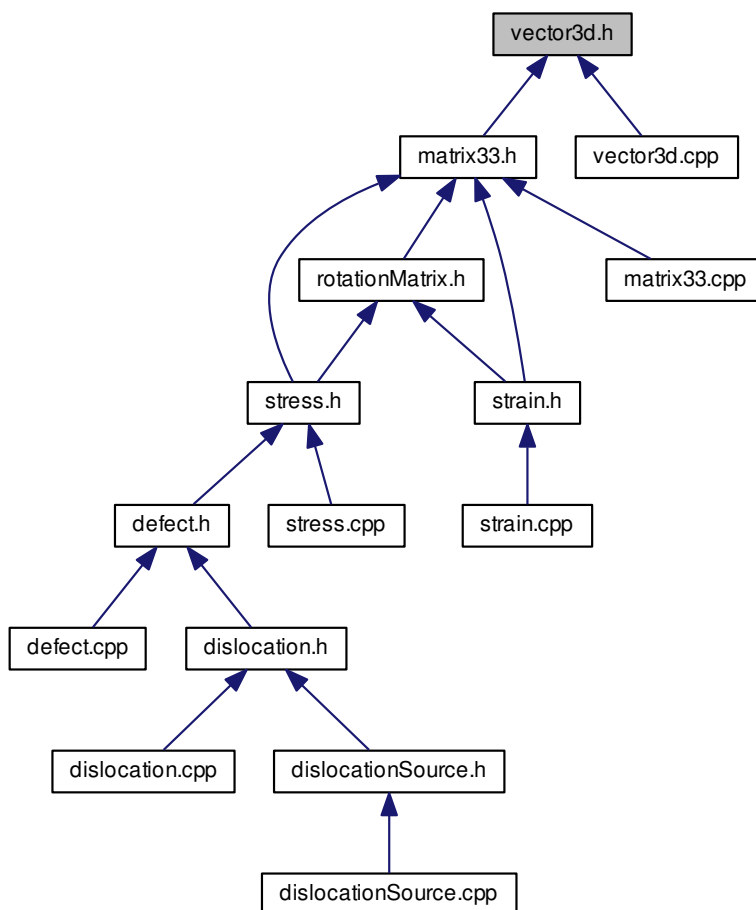 vector3d.h
matrix33.h
vector3d.cpp
rotationMatrix.h
matrix33.cpp
stress.h
strain.h
defect.h
stress.cpp
strain.cpp
defect.cpp
dislocation.h
dislocation.cpp
dislocationSource.h
dislocationSource.cpp